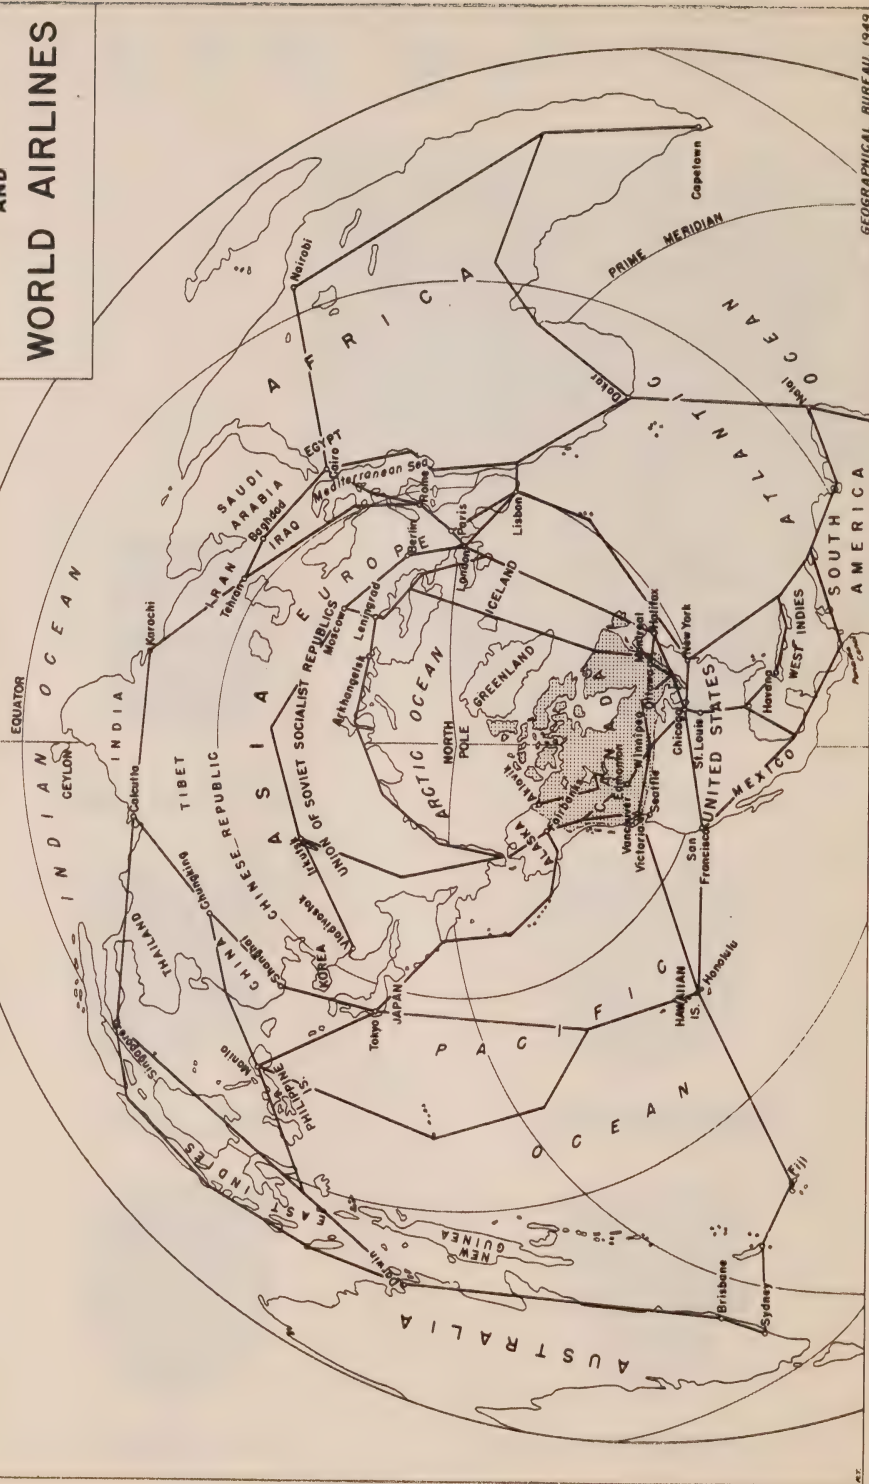 AND
WORLD AIRLINES
GEOGRAPHICAL BUREAU 1949
EQUATOR
INDIAN OCEAN
CEYLON
INDIA
Karachi
Calcutta
TIBET
CHINESE REPUBLIC
ASIA
UNION OF SOVIET SOCIALIST REPUBLICS
Irkutsk
Vladivostok
Chungking
CHINA
Shanghai
KOREA
THAILAND
Singapore
Manila
PHILIPPINE
IS.
EAST
INDIES
Tokyo
JAPAN
Darwin
NEW
GUINEA
AUSTRALIA
Brisbane
Sydney
Fiji
PACIFIC
OCEAN
HAWAIIAN
IS.
Honolulu
IRAN
Tehran
IRAQ
Baghdad
SAUDI
ARABIA
EGYPT
Cairo
Mediterranean Sea
AFRICA
Nairobi
Capetown
PRIME MERIDIAN
Dakar
EUROPE
Moscow
Leningrad
Arkhangelsk
Berlin
Rome
Paris
London
Lisbon
ICELAND
ARCTIC OCEAN
NORTH
POLE
GREENLAND
ATLANTIC
OCEAN
Natal
SOUTH
AMERICA
WEST INDIES
Havana
Panama Canal
MEXICO
UNITED STATES
New York
Halifax
Montreal
Ottawa
Chicago
St. Louis
San
Francisco
Seattle
Victoria
Vancouver
Winnipeg
Edmonton
CANADA
Aklavik
Fairbanks
ALASKA
R.T.